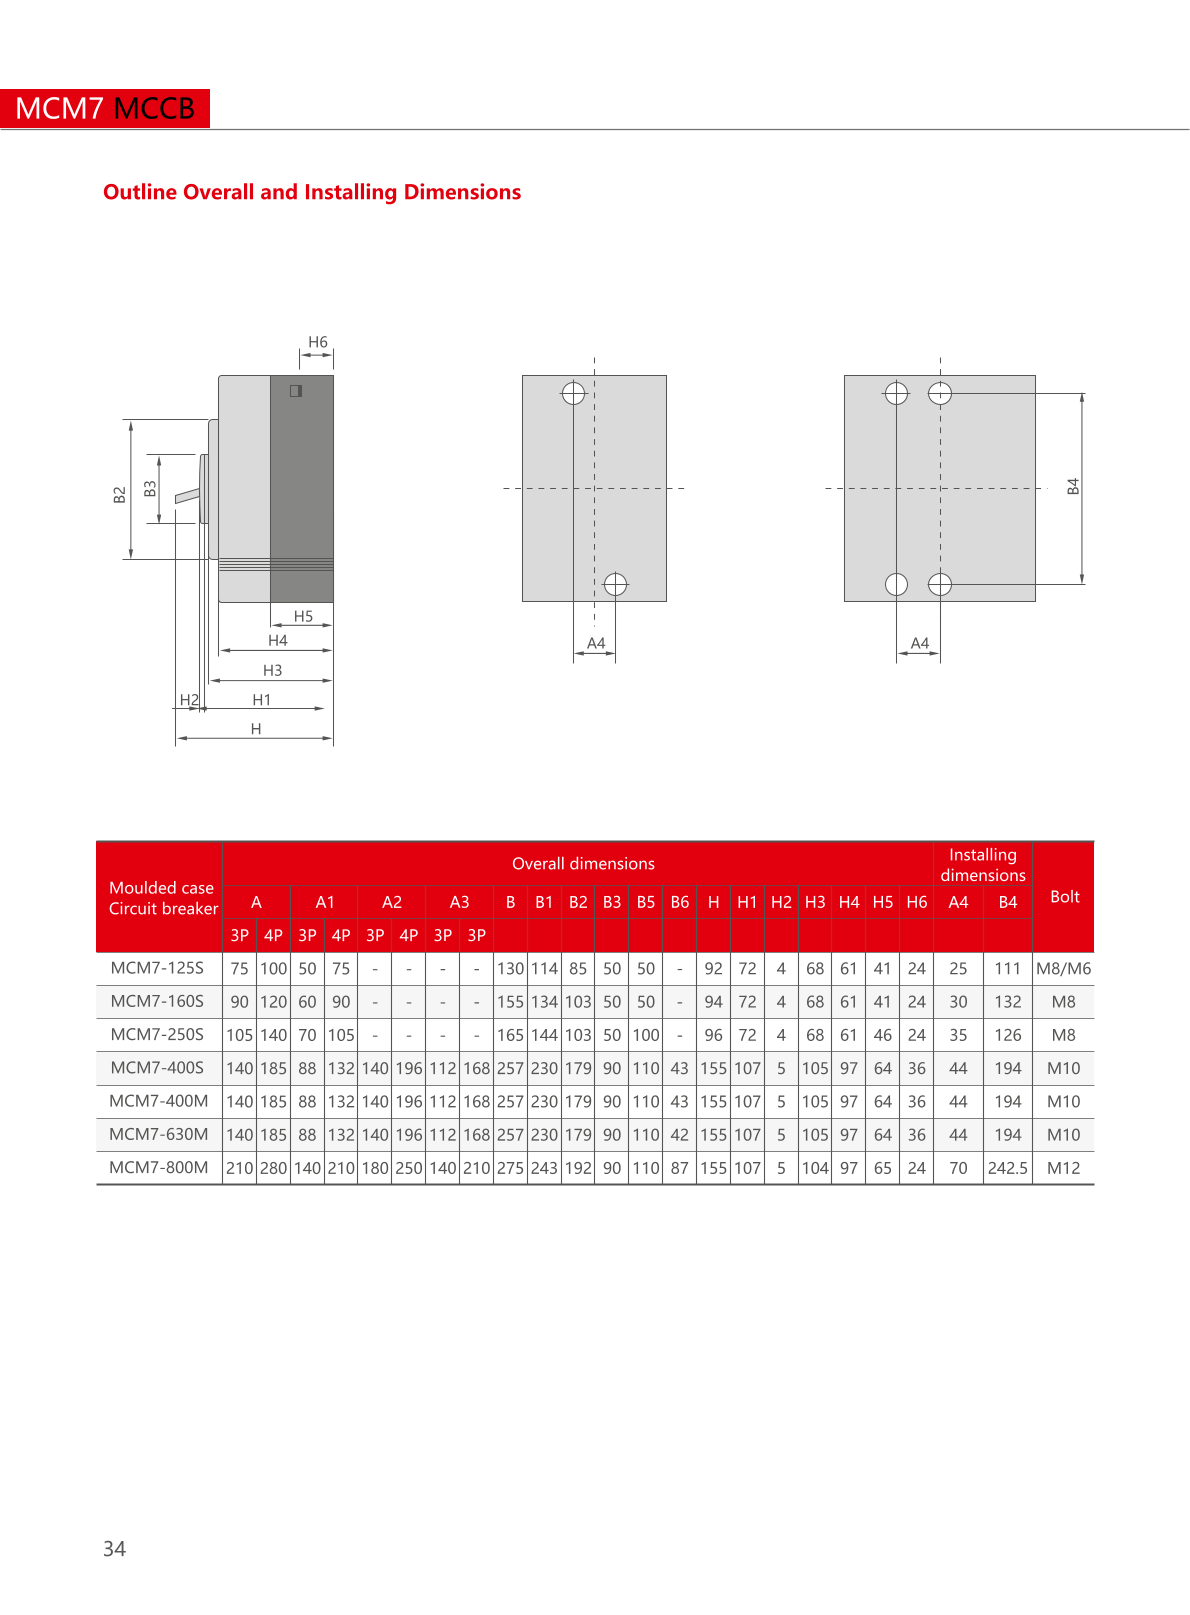 MCM7 MCCB
Outline Overall and Installing Dimensions
H6
B2
B3
H5
H4
H3
H2 H1
H
A4
A4
B4
Moulded case Circuit breaker Overall dimensions Installing dimensions Bolt
A A1 A2 A3 B B1 B2 B3 B5 B6 H H1 H2 H3 H4 H5 H6 A4 B4
3P 4P 3P 4P 3P 4P 3P 3P
MCM7-125S 75 100 50 75 - - - - 130 114 85 50 50 - 92 72 4 68 61 41 24 25 111 M8/M6
MCM7-160S 90 120 60 90 - - - - 155 134 103 50 50 - 94 72 4 68 61 41 24 30 132 M8
MCM7-250S 105 140 70 105 - - - - 165 144 103 50 100 - 96 72 4 68 61 46 24 35 126 M8
MCM7-400S 140 185 88 132 140 196 112 168 257 230 179 90 110 43 155 107 5 105 97 64 36 44 194 M10
MCM7-400M 140 185 88 132 140 196 112 168 257 230 179 90 110 43 155 107 5 105 97 64 36 44 194 M10
MCM7-630M 140 185 88 132 140 196 112 168 257 230 179 90 110 42 155 107 5 105 97 64 36 44 194 M10
MCM7-800M 210 280 140 210 180 250 140 210 275 243 192 90 110 87 155 107 5 104 97 65 24 70 242.5 M12
34